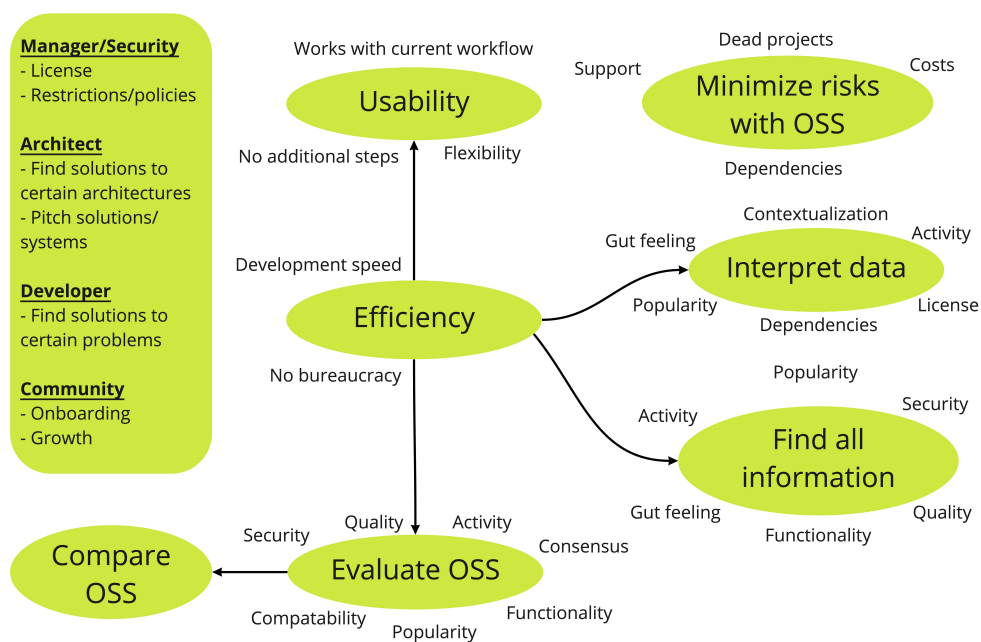 Manager/Security
- License
- Restrictions/policies
Architect
- Find solutions to
certain architectures
- Pitch solutions/
systems
Developer
- Find solutions to
certain problems
Community
- Onboarding
- Growth
Works with current workflow
Usability
No additional steps
Flexibility
Dead projects
Support
Costs
Minimize risks
with OSS
Dependencies
Development speed
Efficiency
No bureaucracy
Contextualization
Gut feeling
Activity
Interpret data
Popularity
License
Dependencies
Popularity
Security
Activity
Find all
information
Gut feeling
Quality
Functionality
Quality
Activity
Security
Consensus
Evaluate OSS
Compatability
Functionality
Popularity
Compare
OSS